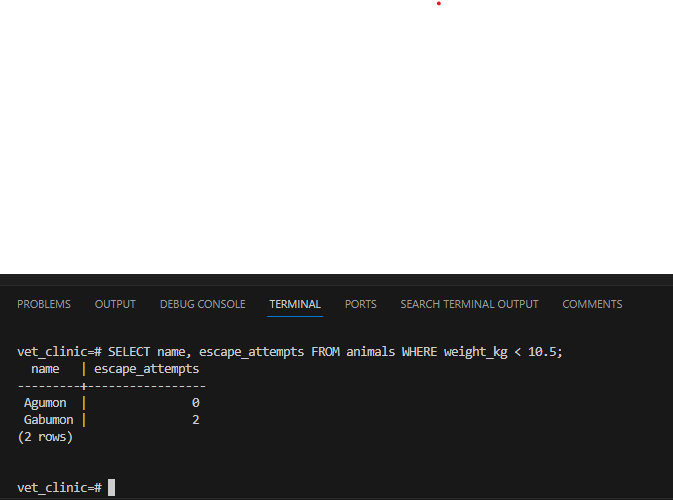 PROBLEMS OUTPUT DEBUG CONSOLE TERMINAL PORTS SEARCH TERMINAL OUTPUT COMMENTS
vet_clinic=# SELECT name, escape_attempts FROM animals WHERE weight_kg < 10.5;
  name   | escape_attempts
---------+-----------------
 Agumon  |               0
 Gabumon |               2
(2 rows)
vet_clinic=#